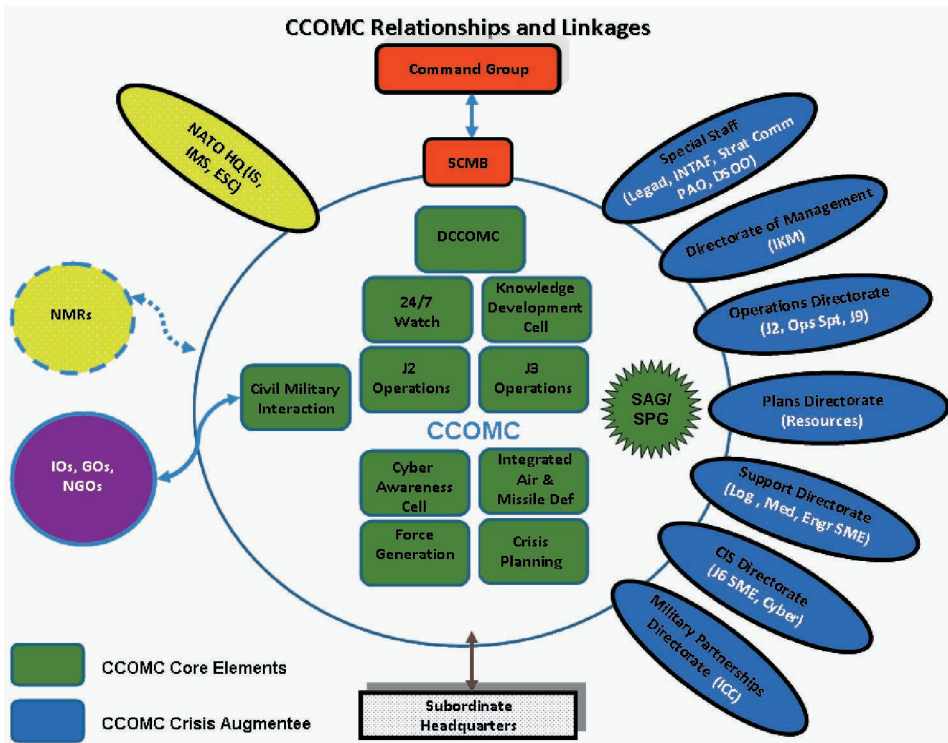 CCOMC Relationships and Linkages
Command Group
SCMB
NATO HQ(IS,
IMS, ESC)
NMRs
IOs, GOs,
NGOs
Civil Military
Interaction
DCCOMC
24/7
Watch
Knowledge
Development
Cell
J2
Operations
J3
Operations
CCOMC
Cyber
Awareness
Cell
Integrated
Air &
Missile Def
Force
Generation
Crisis
Planning
SAG/
SPG
Special Staff
(Legad, INTAF, Strat Comm
PAO, DSOO)
Directorate of Management
(IKM)
Operations Directorate
(J2, Ops Spt, J9)
Plans Directorate
(Resources)
Support Directorate
(Log , Med, Engr SME)
CIS Directorate
(J6 SME, Cyber)
Military Partnerships
Directorate (ICC)
CCOMC Core Elements
CCOMC Crisis Augmentee
Subordinate
Headquarters